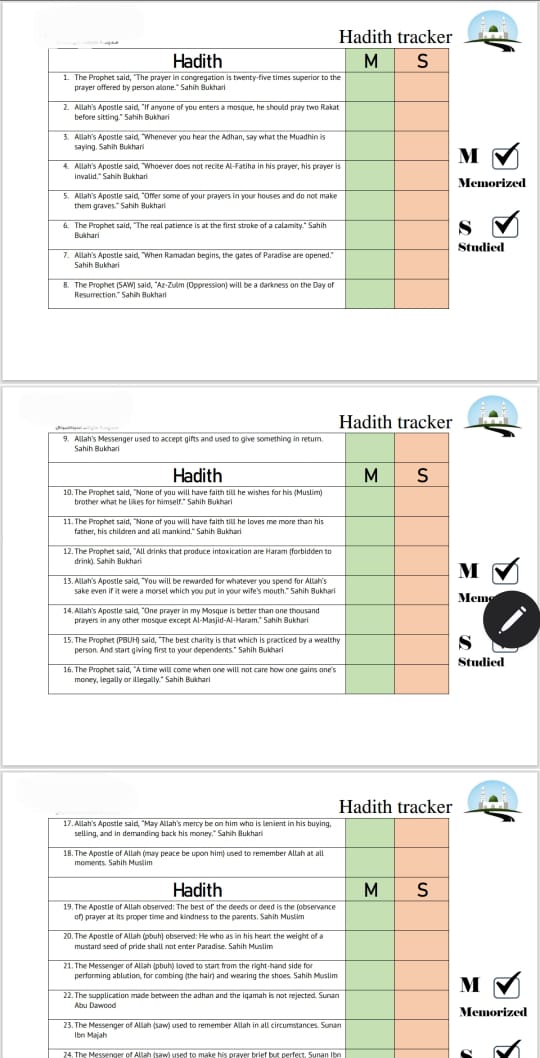 Hadith tracker
Hadith M S
1. The Prophet said, "The prayer in congregation is twenty-five times superior to the
prayer offered by person alone." Sahih Bukhari
2. Allah's Apostle said, "If anyone of you enters a mosque, he should pray two Rakat
before sitting." Sahih Bukhari
3. Allah's Apostle said, "Whenever you hear the Adhan, say what the Muadhin is
saying. Sahih Bukhari
4. Allah's Apostle said, "Whoever does not recite Al-Fatiha in his prayer, his prayer is
invalid." Sahih Bukhari
5. Allah's Apostle said, "Offer some of your prayers in your houses and do not make
them graves." Sahih Bukhari
6. The Prophet said, "The real patience is at the first stroke of a calamity." Sahih
Bukhari
7. Allah's Apostle said, "When Ramadan begins, the gates of Paradise are opened."
Sahih Bukhari
8. The Prophet (SAW) said, "Az-Zulm (Oppression) will be a darkness on the Day of
Resurrection." Sahih Bukhari
M
Memorized
S
Studied
Hadith tracker
9. Allah's Messenger used to accept gifts and used to give something in return.
Sahih Bukhari
Hadith M S
10. The Prophet said, "None of you will have faith till he wishes for his (Muslim)
brother what he likes for himself." Sahih Bukhari
11. The Prophet said, "None of you will have faith till he loves me more than his
father, his children and all mankind." Sahih Bukhari
12. The Prophet said, "All drinks that produce intoxication are Haram (forbidden to
drink). Sahih Bukhari
13. Allah's Apostle said, "You will be rewarded for whatever you spend for Allah's
sake even if it were a morsel which you put in your wife's mouth." Sahih Bukhari
14. Allah's Apostle said, "One prayer in my Mosque is better than one thousand
prayers in any other mosque except Al-Masjid-Al-Haram." Sahih Bukhari
15. The Prophet (PBUH) said, "The best charity is that which is practiced by a wealthy
person. And start giving first to your dependents." Sahih Bukhari
16. The Prophet said, "A time will come when one will not care how one gains one's
money, legally or illegally." Sahih Bukhari
M
Memo
S
Studied
Hadith tracker
17. Allah's Apostle said, "May Allah's mercy be on him who is lenient in his buying,
selling, and in demanding back his money." Sahih Bukhari
18. The Apostle of Allah (may peace be upon him) used to remember Allah at all
moments. Sahih Muslim
Hadith M S
19. The Apostle of Allah observed: The best of the deeds or deed is the (observance
of) prayer at its proper time and kindness to the parents. Sahih Muslim
20. The Apostle of Allah (pbuh) observed: He who as in his heart the weight of a
mustard seed of pride shall not enter Paradise. Sahih Muslim
21. The Messenger of Allah (pbuh) loved to start from the right-hand side for
performing ablution, for combing (the hair) and wearing the shoes. Sahih Muslim
22. The supplication made between the adhan and the iqamah is not rejected. Sunan
Abu Dawood
23. The Messenger of Allah (saw) used to remember Allah in all circumstances. Sunan
Ibn Majah
24. The Messenger of Allah (saw) used to make his prayer brief but perfect. Sunan Ibn
M
Memorized
S